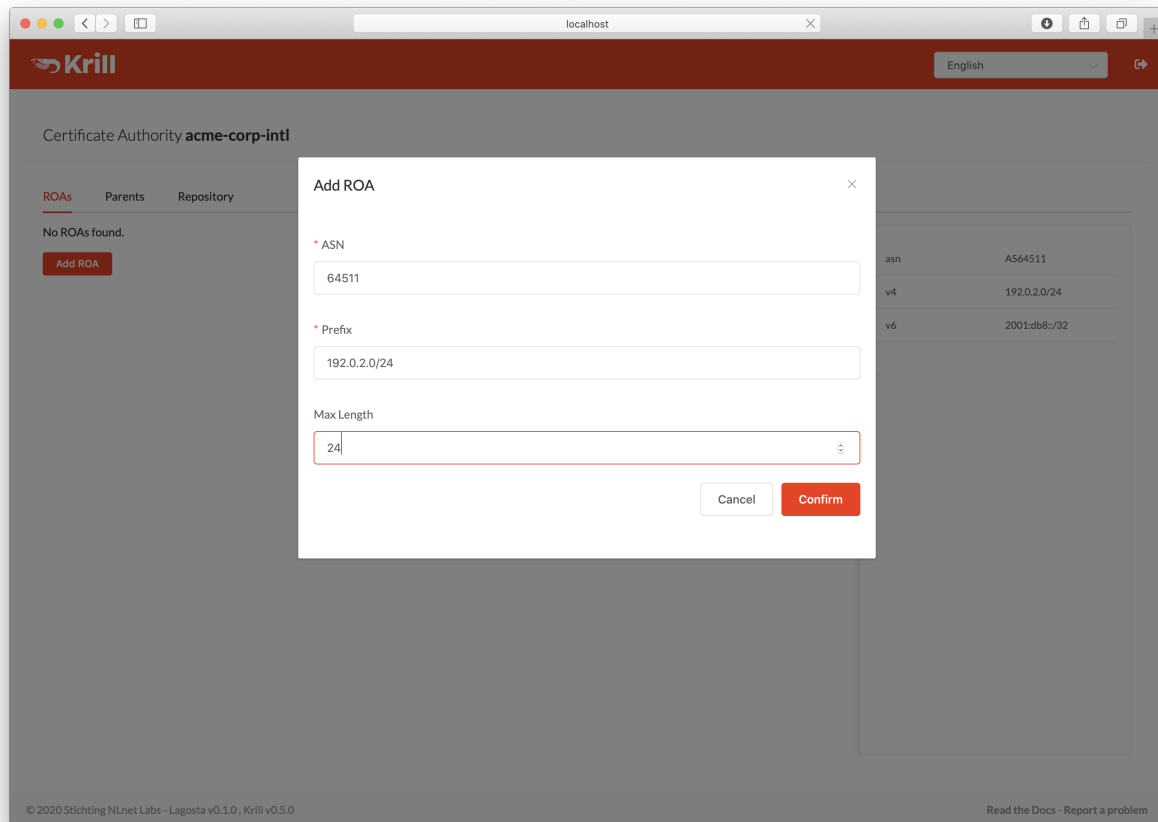 localhost
Krill
English
Certificate Authority acme-corp-intl
Add ROA
ROAs Parents Repository
No ROAs found.
Add ROA
* ASN
64511
* Prefix
192.0.2.0/24
Max Length
24
Cancel Confirm
asn AS64511
v4 192.0.2.0/24
v6 2001:db8::/32
© 2020 Stichting NLnet Labs - Lagosta v0.1.0 , Krill v0.5.0
Read the Docs - Report a problem